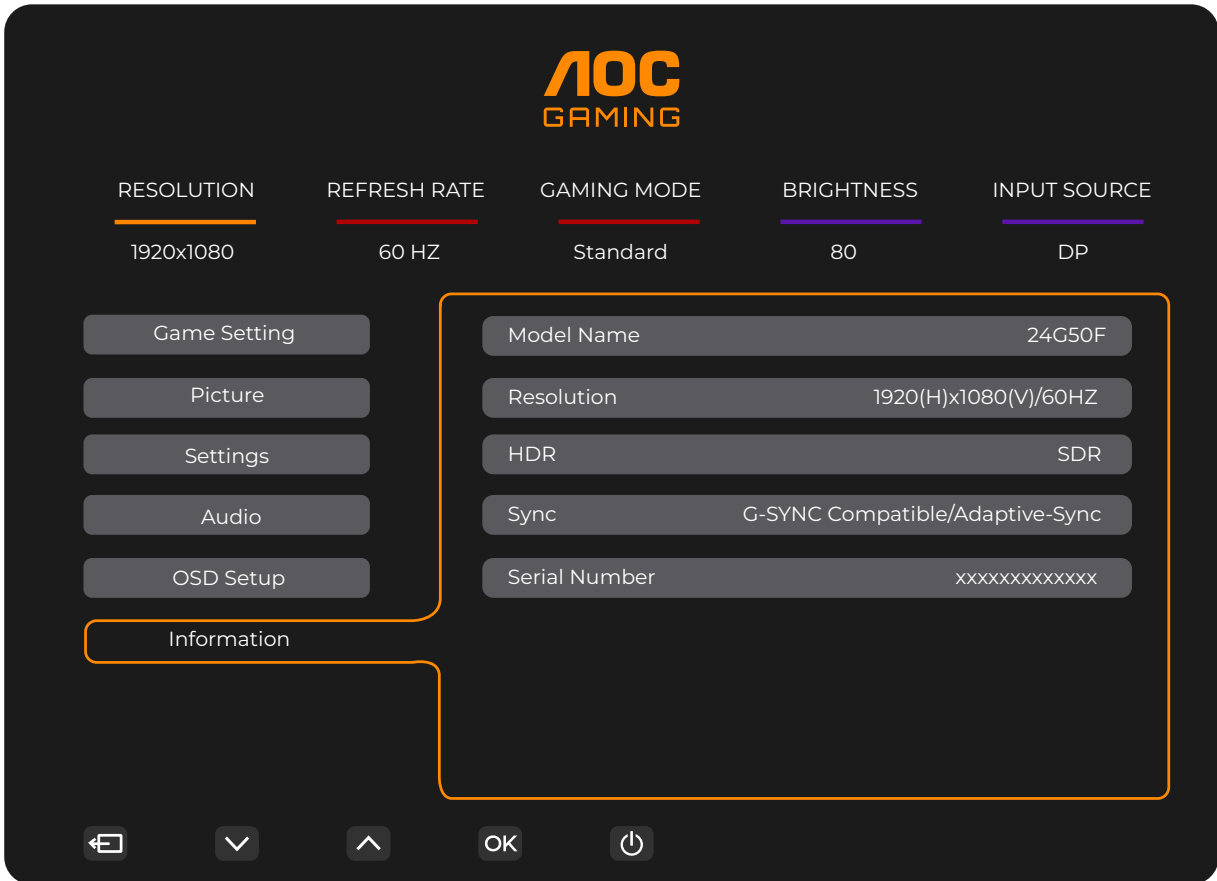 AOC
GAMING
RESOLUTION REFRESH RATE GAMING MODE BRIGHTNESS INPUT SOURCE
1920x1080 60 HZ Standard 80 DP
Game Setting
Picture
Settings
Audio
OSD Setup
Information
Model Name 24G50F
Resolution 1920(H)x1080(V)/60HZ
HDR SDR
Sync G-SYNC Compatible/Adaptive-Sync
Serial Number xxxxxxxxxxxxx
OK